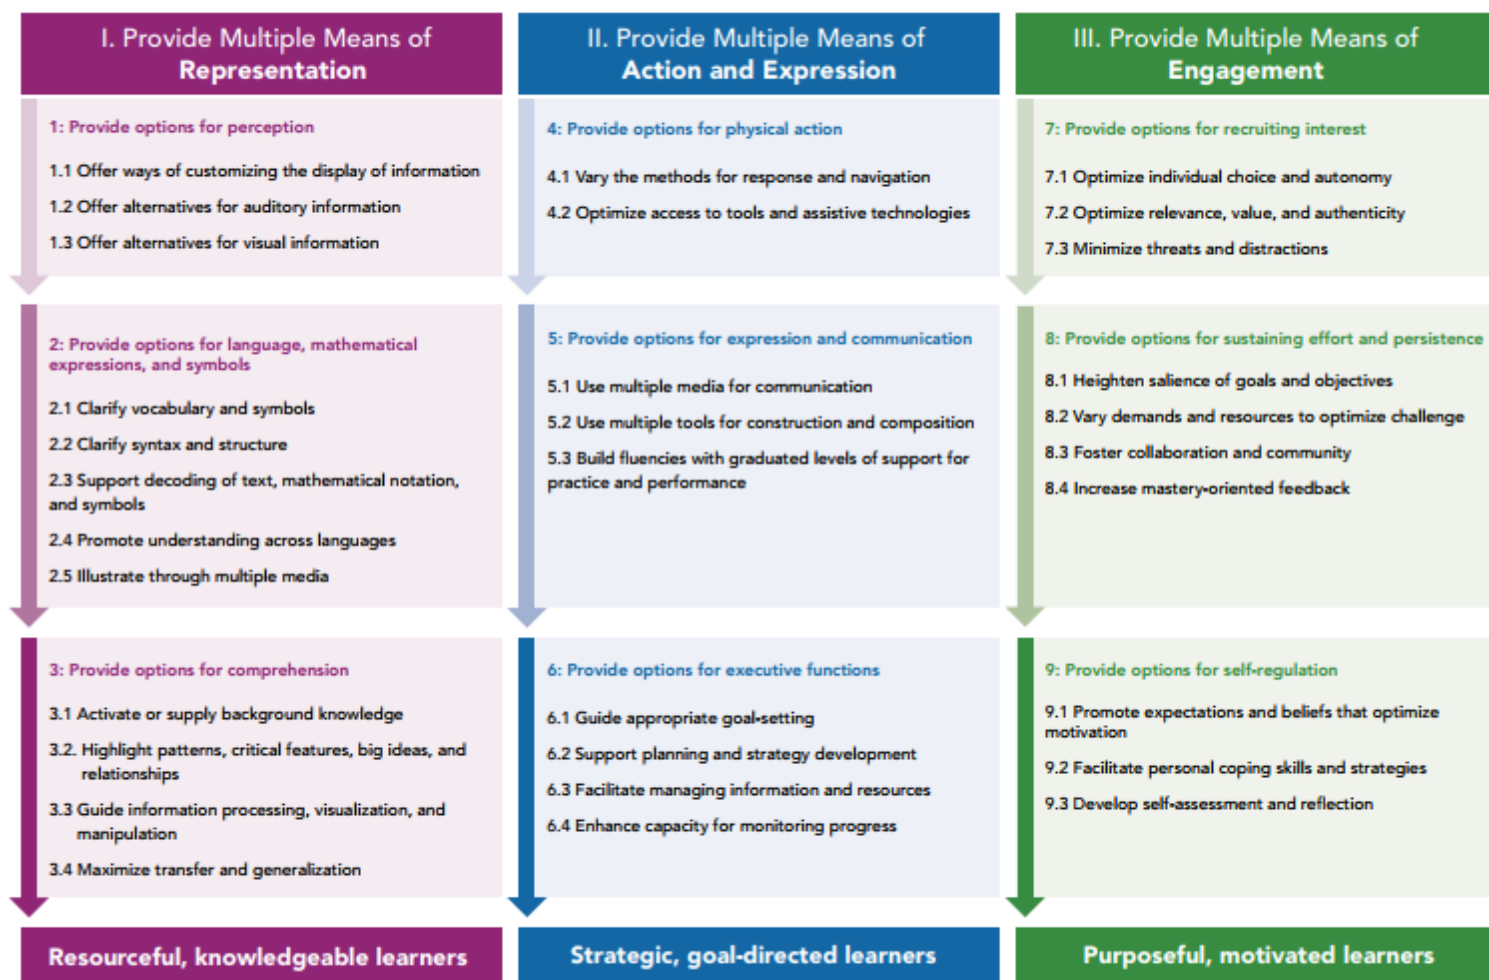 I. Provide Multiple Means of
Representation
1: Provide options for perception
1.1 Offer ways of customizing the display of information
1.2 Offer alternatives for auditory information
1.3 Offer alternatives for visual information
2: Provide options for language, mathematical
expressions, and symbols
2.1 Clarify vocabulary and symbols
2.2 Clarify syntax and structure
2.3 Support decoding of text, mathematical notation,
and symbols
2.4 Promote understanding across languages
2.5 Illustrate through multiple media
3: Provide options for comprehension
3.1 Activate or supply background knowledge
3.2. Highlight patterns, critical features, big ideas, and
relationships
3.3 Guide information processing, visualization, and
manipulation
3.4 Maximize transfer and generalization
Resourceful, knowledgeable learners
II. Provide Multiple Means of
Action and Expression
4: Provide options for physical action
4.1 Vary the methods for response and navigation
4.2 Optimize access to tools and assistive technologies
5: Provide options for expression and communication
5.1 Use multiple media for communication
5.2 Use multiple tools for construction and composition
5.3 Build fluencies with graduated levels of support for
practice and performance
6: Provide options for executive functions
6.1 Guide appropriate goal-setting
6.2 Support planning and strategy development
6.3 Facilitate managing information and resources
6.4 Enhance capacity for monitoring progress
Strategic, goal-directed learners
III. Provide Multiple Means of
Engagement
7: Provide options for recruiting interest
7.1 Optimize individual choice and autonomy
7.2 Optimize relevance, value, and authenticity
7.3 Minimize threats and distractions
8: Provide options for sustaining effort and persistence
8.1 Heighten salience of goals and objectives
8.2 Vary demands and resources to optimize challenge
8.3 Foster collaboration and community
8.4 Increase mastery-oriented feedback
9: Provide options for self-regulation
9.1 Promote expectations and beliefs that optimize
motivation
9.2 Facilitate personal coping skills and strategies
9.3 Develop self-assessment and reflection
Purposeful, motivated learners